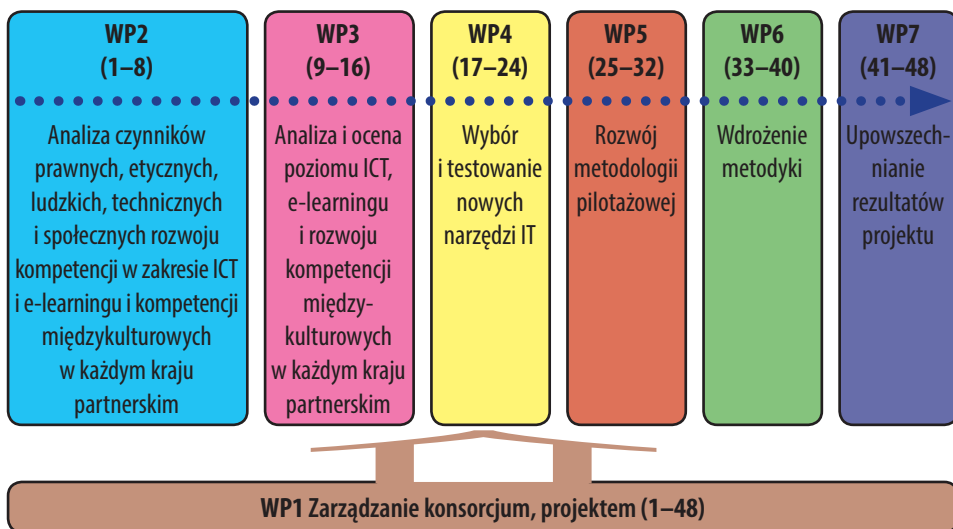 WP2
(1–8)
Analiza czynników
prawnych, etycznych,
ludzkich, technicznych
i społecznych rozwoju
kompetencji w zakresie ICT
i e-learningu i kompetencji
międzykulturowych
w każdym kraju
partnerskim
WP3
(9–16)
Analiza i ocena
poziomu ICT,
e-learningu
i rozwoju
kompetencji
między-
kulturowych
w każdym kraju
partnerskim
WP4
(17–24)
Wybór
i testowanie
nowych
narzędzi IT
WP5
(25–32)
Rozwój
metodologii
pilotażowej
WP6
(33–40)
Wdrożenie
metodyki
WP7
(41–48)
Upowszech-
nianie
rezultatów
projektu
WP1 Zarządzanie konsorcjum, projektem (1–48)